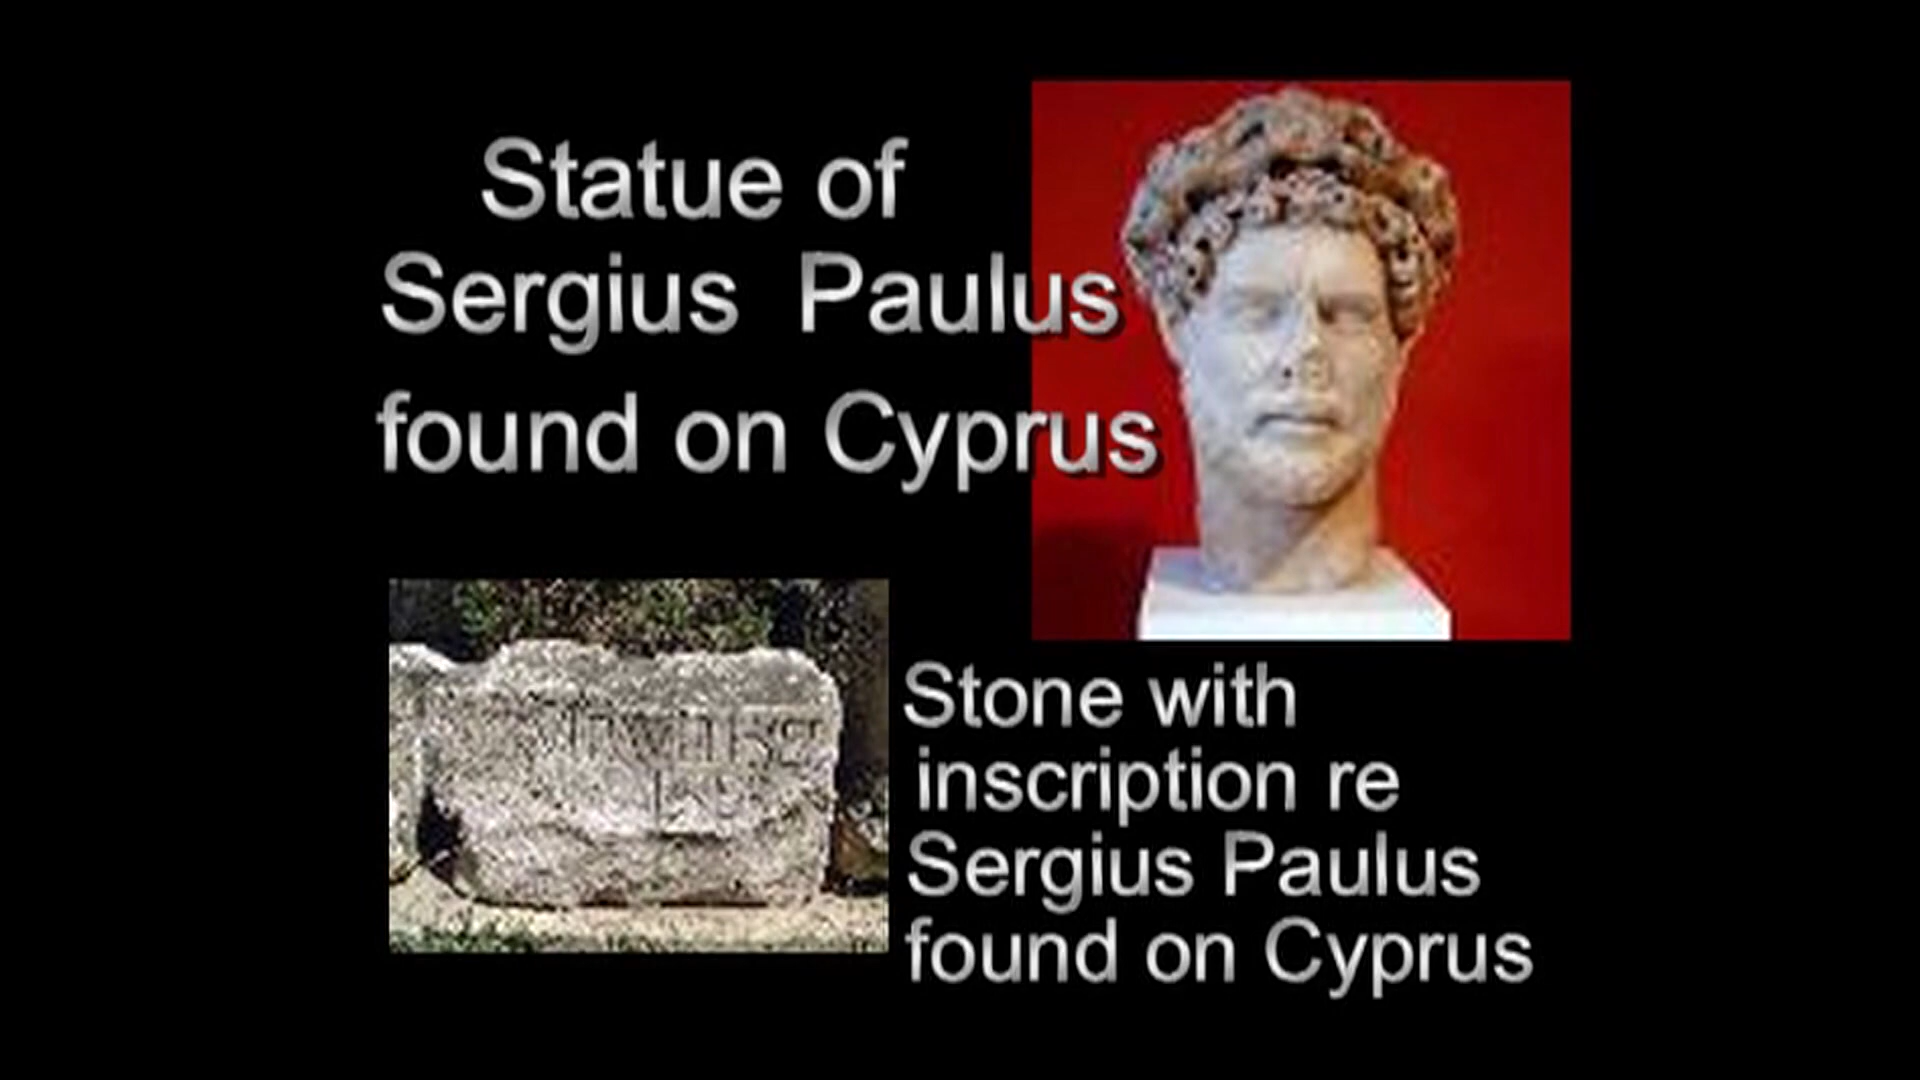 Statue of
Sergius Paulus
found on Cyprus
Stone with
inscription re
Sergius Paulus
found on Cyprus